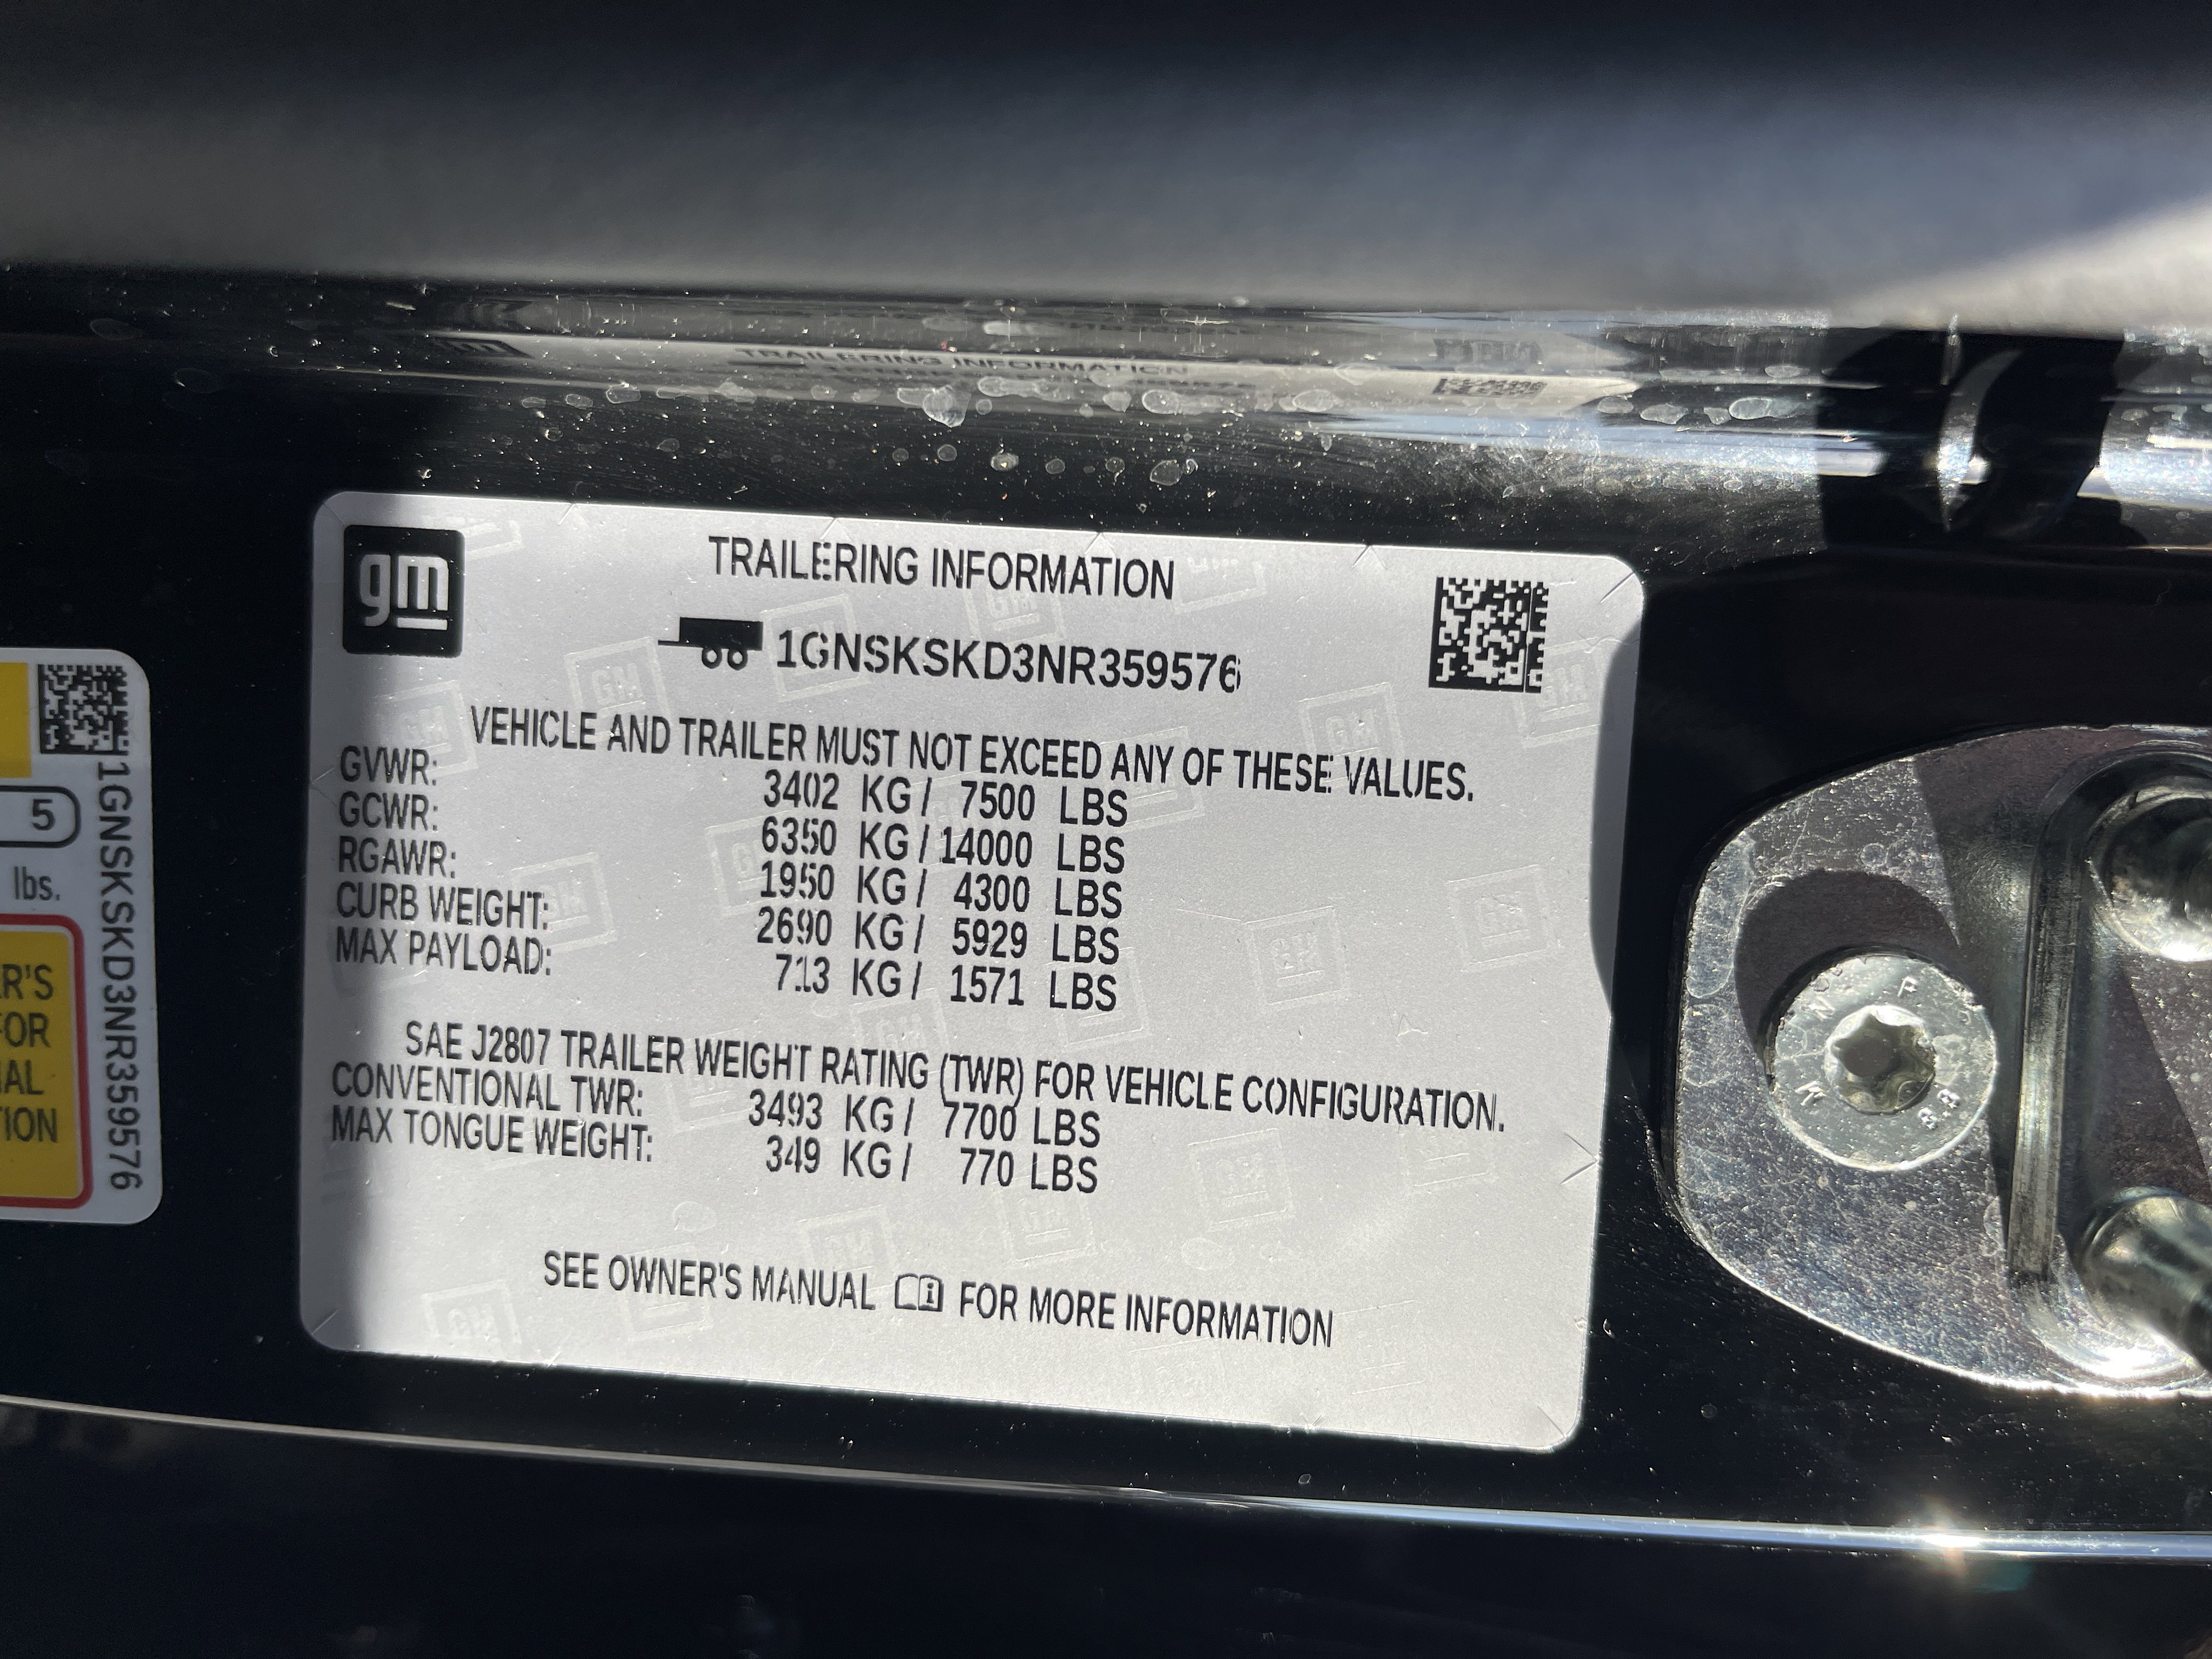 gm
TRAILERING INFORMATION
1GNSKSKD3NR359576
VEHICLE AND TRAILER MUST NOT EXCEED ANY OF THESE VALUES.
GVWR: 3402 KG / 7500 LBS
GCWR: 6350 KG / 14000 LBS
RGAWR: 1950 KG / 4300 LBS
CURB WEIGHT: 2690 KG / 5929 LBS
MAX PAYLOAD: 713 KG / 1571 LBS
SAE J2807 TRAILER WEIGHT RATING (TWR) FOR VEHICLE CONFIGURATION.
CONVENTIONAL TWR: 3493 KG / 7700 LBS
MAX TONGUE WEIGHT: 349 KG / 770 LBS
SEE OWNER'S MANUAL FOR MORE INFORMATION
5
lbs.
R'S
FOR
IAL
ION
1GNSKSKD3NR359576